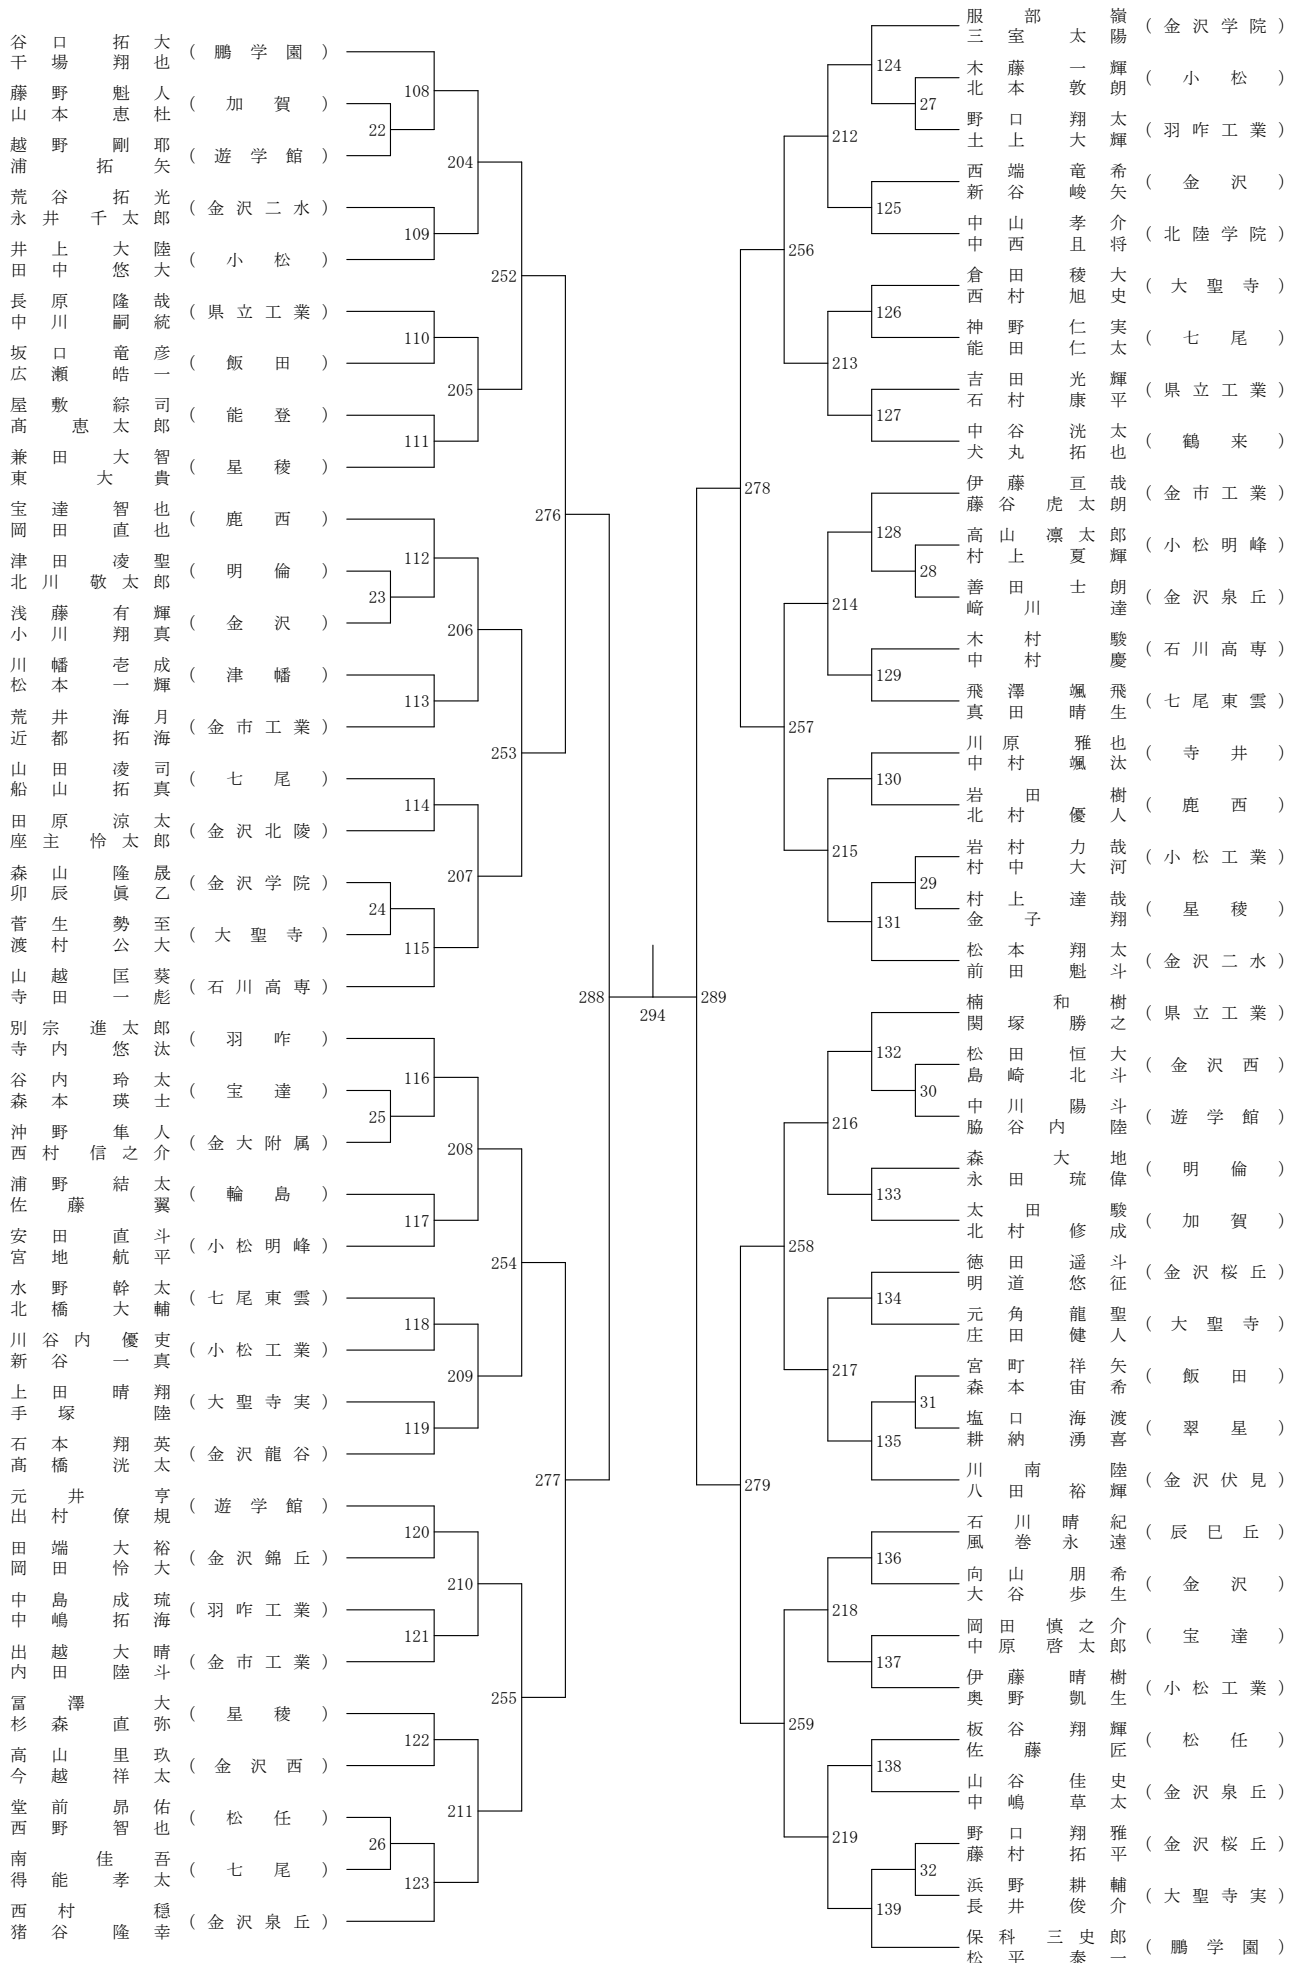 谷口 拓大
干場 翔也
(鵬学園)
藤野 魁人
山本 恵杜
(加賀)
越野 剛耶
浦 拓矢
(遊学館)
荒谷 拓光
永井 千太郎
(金沢二水)
井上 大陸
田中 悠大
(小松)
長原 隆哉
中川 嗣統
(県立工業)
坂口 竜彦
広瀬 皓一
(飯田)
屋敷 綜司
髙 恵太郎
(能登)
兼田 大智
東 大貴
(星稜)
宝達 智也
岡田 直也
(鹿西)
津田 凌聖
北川 敬太郎
(明倫)
浅藤 有輝
小川 翔真
(金沢)
川幡 壱成
松本 一輝
(津幡)
荒井 海月
近都 拓海
(金市工業)
山田 凌司
船山 拓真
(七尾)
田原 涼太
座主 怜太郎
(金沢北陵)
森山 隆晟
卯辰 眞乙
(金沢学院)
菅生 勢至
渡村 公大
(大聖寺)
山越 匡葵
寺田 一彪
(石川高専)
別宗 進太郎
寺内 悠汰
(羽咋)
谷内 玲太
森本 瑛士
(宝達)
沖野 隼人
西村 信之介
(金大附属)
浦野 結太
佐藤 翼
(輪島)
安田 直斗
宮地 航平
(小松明峰)
水野 幹太
北橋 大輔
(七尾東雲)
川谷内 優吏
新谷 一真
(小松工業)
上田 晴翔
手塚 陸
(大聖寺実)
石本 翔英
髙橋 洸太
(金沢龍谷)
元井 亨
出村 僚規
(遊学館)
田端 大裕
岡田 怜大
(金沢錦丘)
中島 成琉
中嶋 拓海
(羽咋工業)
出越 大晴
内田 陸斗
(金市工業)
冨澤 大
杉森 直弥
(星稜)
高山 里玖
今越 祥太
(金沢西)
堂前 昴佑
西野 智也
(松任)
南 佳吾
得能 孝太
(七尾)
西村 穏
猪谷 隆幸
(金沢泉丘)
108
22
204
109
252
110
205
111
276
112
23
206
113
253
114
207
24
115
288
116
25
208
117
254
118
209
119
277
120
210
121
255
122
211
26
123
294
289
124
27
212
125
256
126
213
127
278
128
28
214
129
257
130
215
29
131
132
30
216
133
258
134
217
31
135
279
136
218
137
259
138
219
32
139
服部 嶺
三室 太陽
(金沢学院)
木藤 一輝
北本 敦朗
(小松)
野口 翔太
土上 大輝
(羽咋工業)
西端 竜希
新谷 峻矢
(金沢)
中山 孝介
中西 且将
(北陸学院)
倉田 稜大
西村 旭史
(大聖寺)
神野 仁実
能田 仁太
(七尾)
吉田 光輝
石村 康平
(県立工業)
中谷 洸太
犬丸 拓也
(鶴来)
伊藤 亘哉
藤谷 虎太朗
(金市工業)
高山 凛太郎
村上 夏輝
(小松明峰)
善田 士朗
﨑川 達
(金沢泉丘)
木村 駿
中村 慶
(石川高専)
飛澤 颯飛
真田 晴生
(七尾東雲)
川原 雅也
中村 颯汰
(寺井)
岩田 樹
北村 優人
(鹿西)
岩村 力哉
村中 大河
(小松工業)
村上 達哉
金子 翔
(星稜)
松本 翔太
前田 魁斗
(金沢二水)
楠 和樹
関塚 勝之
(県立工業)
松田 恒大
島崎 北斗
(金沢西)
中川 陽斗
脇谷内 陸
(遊学館)
森 大地
永田 琉偉
(明倫)
太田 駿
北村 修成
(加賀)
徳田 遥斗
明道 悠征
(金沢桜丘)
元角 龍聖
庄田 健人
(大聖寺)
宮町 祥矢
森本 宙希
(飯田)
塩口 海渡
耕納 湧喜
(翠星)
川南 陸
八田 裕輝
(金沢伏見)
石川 晴紀
風巻 永遠
(辰巳丘)
向山 朋希
大谷 歩生
(金沢)
岡田 慎之介
中原 啓太郎
(宝達)
伊藤 晴樹
奥野 凱生
(小松工業)
板谷 翔輝
佐藤 匠
(松任)
山谷 佳史
中嶋 草太
(金沢泉丘)
野口 翔雅
藤村 拓平
(金沢桜丘)
浜野 耕輔
長井 俊介
(大聖寺実)
保科 三史郎
松平 泰一
(鵬学園)